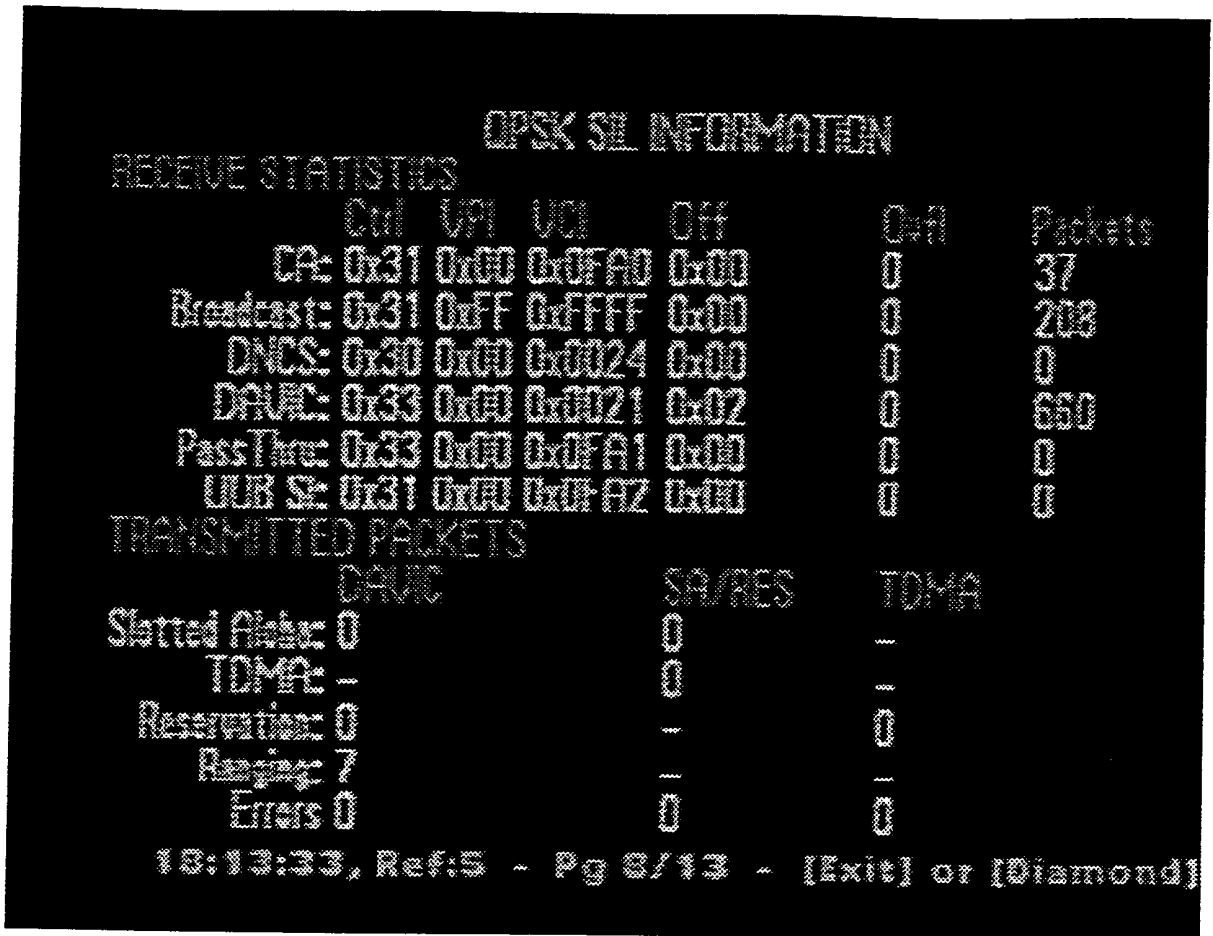 QPSK SIL INFORMATION
RECEIVE STATISTICS
Ctrl VPI VCI Off Ovfl Packets
CA: 0x31 0x00 0x0FA0 0x00 0 37
Broadcast: 0x31 0xFF 0xFFFF 0x00 0 208
DNCS: 0x30 0x00 0x0024 0x00 0 0
DAVIC: 0x33 0x00 0x0021 0x02 0 660
PassThru: 0x33 0x00 0x0FA1 0x00 0 0
UUB SI: 0x31 0x00 0x0FA2 0x00 0 0
TRANSMITTED PACKETS
DAVIC SA/RES TDMA
Slotted Aloha: 0 0 _
TDMA: _ 0 _
Reservation: 0 _ 0
Ranging: 7 _ _
Errors 0 0 0
18:13:33, Ref:5 - Pg 8/13 - [Exit] or [Diamond]